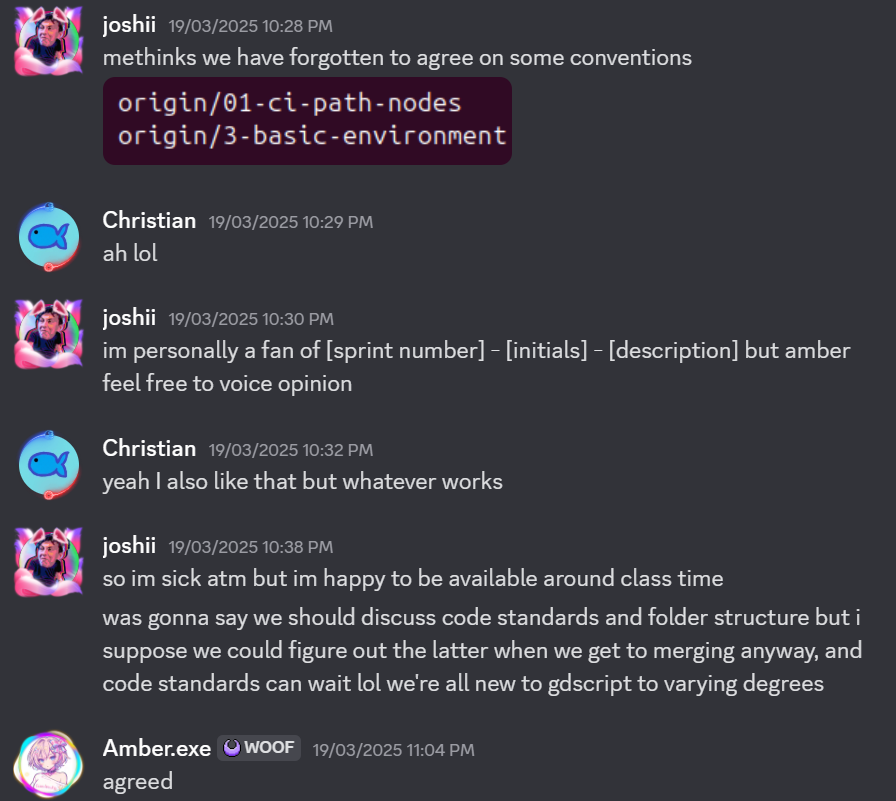 joshii 19/03/2025 10:28 PM
methinks we have forgotten to agree on some conventions
origin/01-ci-path-nodes
origin/3-basic-environment
Christian 19/03/2025 10:29 PM
ah lol
joshii 19/03/2025 10:30 PM
im personally a fan of [sprint number] - [initials] - [description] but amber
feel free to voice opinion
Christian 19/03/2025 10:32 PM
yeah I also like that but whatever works
joshii 19/03/2025 10:38 PM
so im sick atm but im happy to be available around class time
was gonna say we should discuss code standards and folder structure but i
suppose we could figure out the latter when we get to merging anyway, and
code standards can wait lol we're all new to gdscript to varying degrees
Amber.exe WOOF 19/03/2025 11:04 PM
agreed